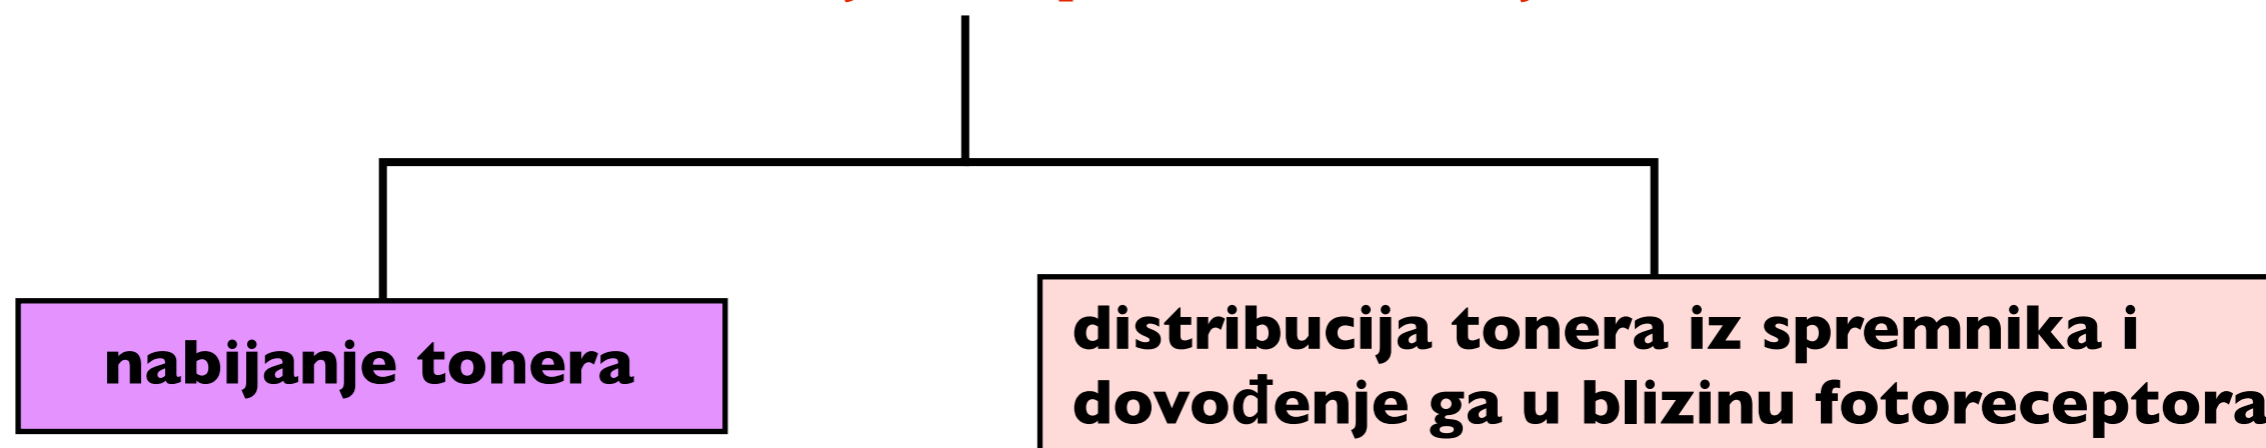 nabijanje tonera
distribucija tonera iz spremnika i
dovođenje ga u blizinu fotoreceptora